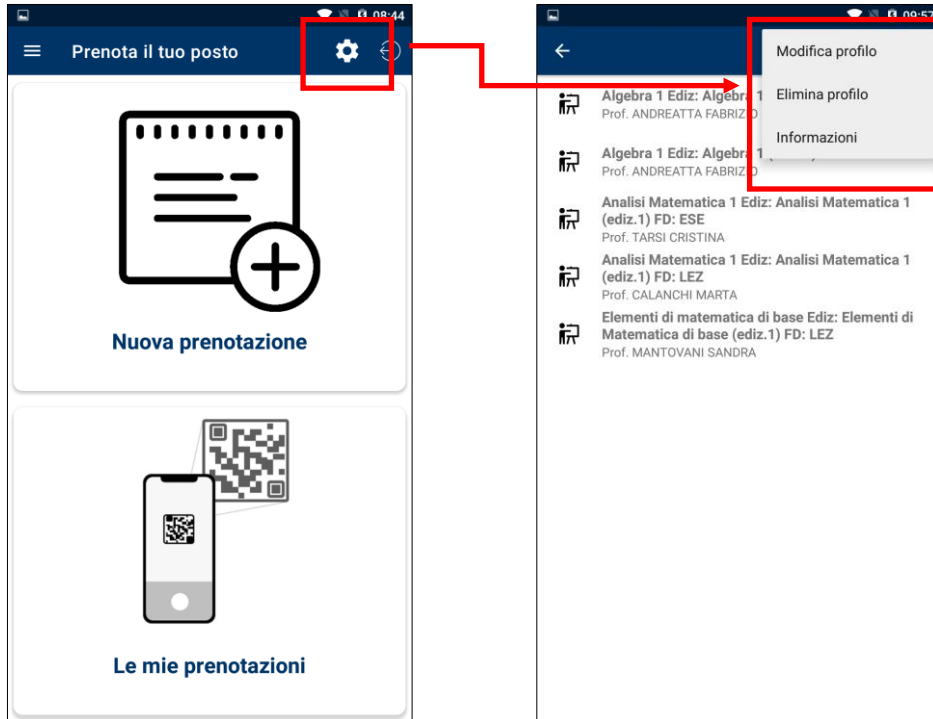 08:44
Prenota il tuo posto
Nuova prenotazione
Le mie prenotazioni
09:57
Modifica profilo
Elimina profilo
Informazioni
Algebra 1 Ediz: Algebra 1
Prof. ANDREATTA FABRIZIO
Algebra 1 Ediz: Algebra 1
Prof. ANDREATTA FABRIZIO
Analisi Matematica 1 Ediz: Analisi Matematica 1
(ediz.1) FD: ESE
Prof. TARSI CRISTINA
Analisi Matematica 1 Ediz: Analisi Matematica 1
(ediz.1) FD: LEZ
Prof. CALANCHI MARTA
Elementi di matematica di base Ediz: Elementi di
Matematica di base (ediz.1) FD: LEZ
Prof. MANTOVANI SANDRA